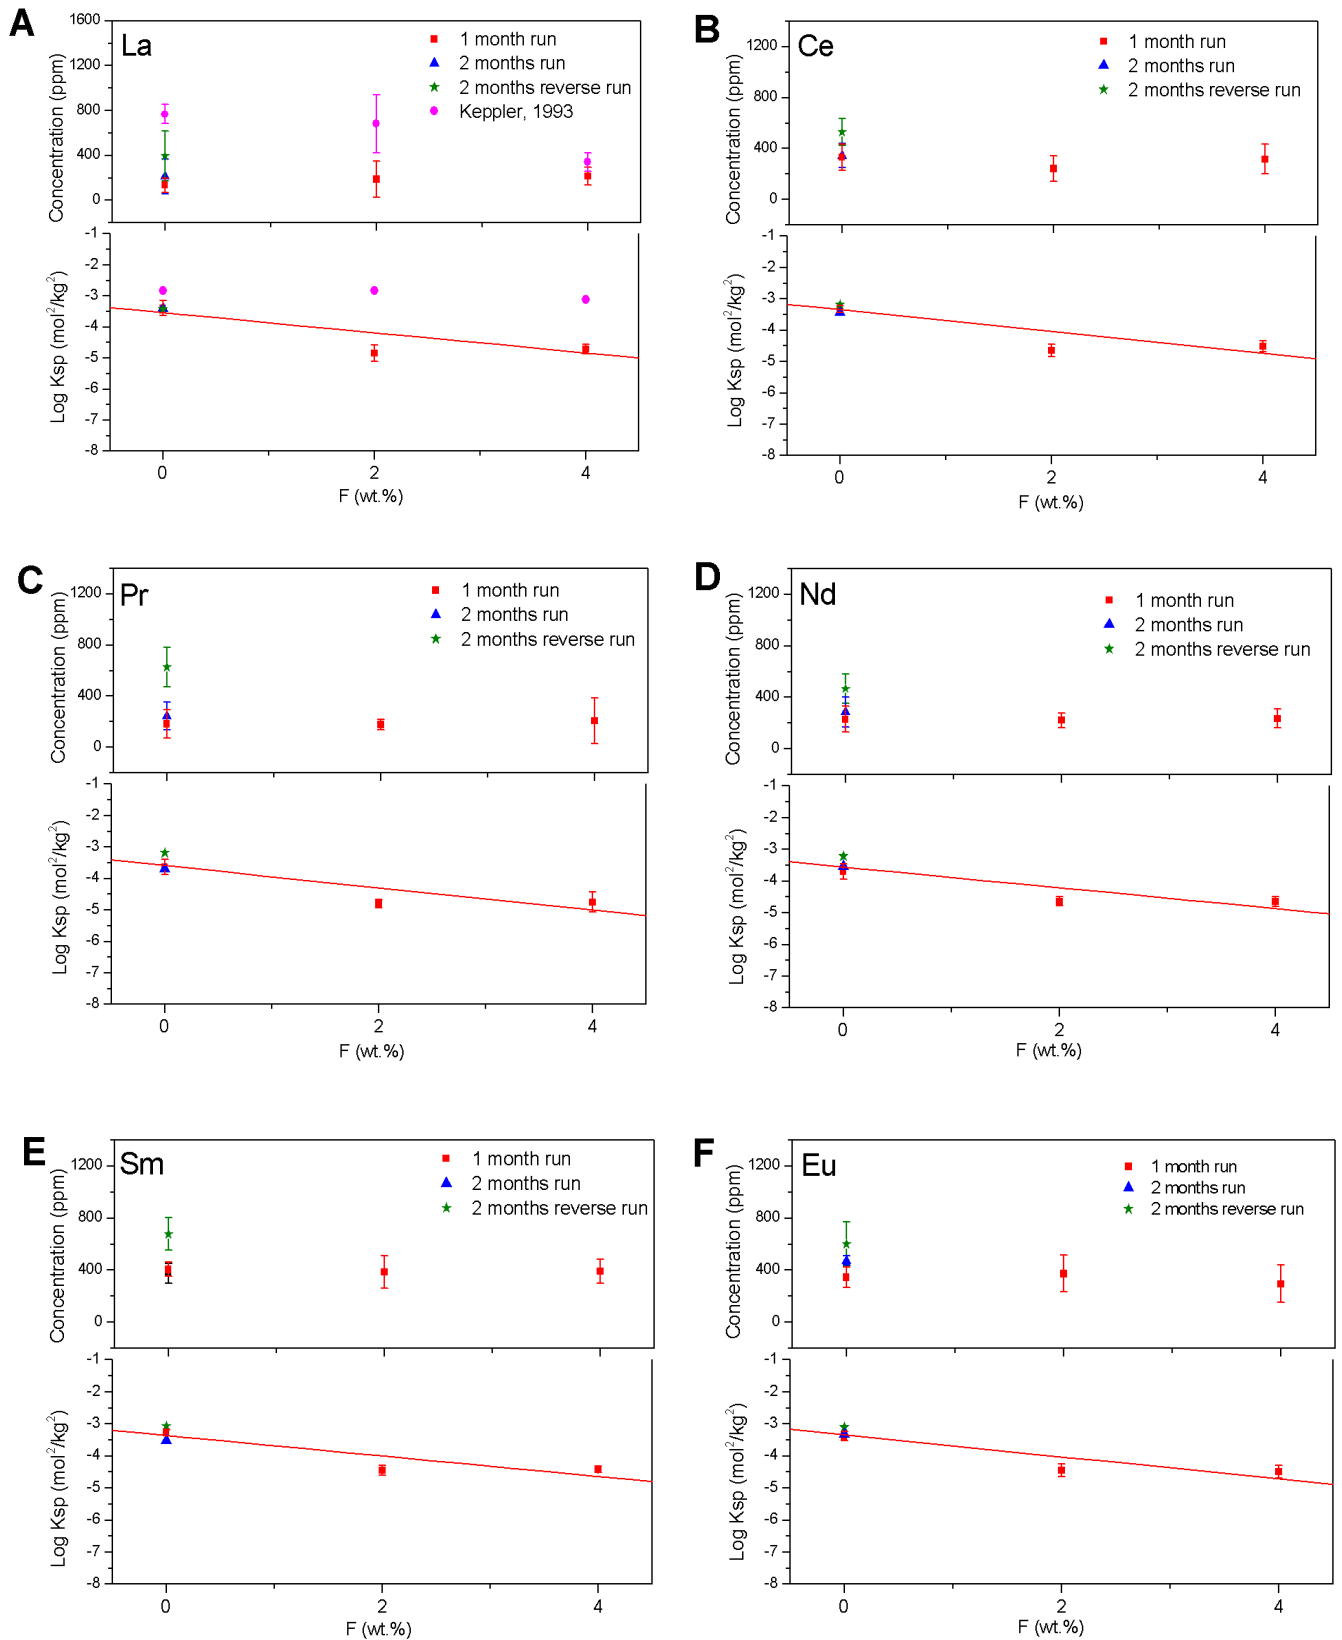 A
La
1 month run
2 months run
2 months reverse run
Keppler, 1993
Concentration (ppm)
1600
1200
800
400
0
Log Ksp (mol²/kg²)
-1
-2
-3
-4
-5
-6
-7
-8
0 2 4
F (wt.%)
B
Ce
1 month run
2 months run
2 months reverse run
Concentration (ppm)
1200
800
400
0
Log Ksp (mol²/kg²)
-1
-2
-3
-4
-5
-6
-7
-8
0 2 4
F (wt.%)
C
Pr
1 month run
2 months run
2 months reverse run
Concentration (ppm)
1200
800
400
0
Log Ksp (mol²/kg²)
-1
-2
-3
-4
-5
-6
-7
-8
0 2 4
F (wt.%)
D
Nd
1 month run
2 months run
2 months reverse run
Concentration (ppm)
1200
800
400
0
Log Ksp (mol²/kg²)
-1
-2
-3
-4
-5
-6
-7
-8
0 2 4
F (wt.%)
E
Sm
1 month run
2 months run
2 months reverse run
Concentration (ppm)
1200
800
400
0
Log Ksp (mol²/kg²)
-1
-2
-3
-4
-5
-6
-7
-8
0 2 4
F (wt.%)
F
Eu
1 month run
2 months run
2 months reverse run
Concentration (ppm)
1200
800
400
0
Log Ksp (mol²/kg²)
-1
-2
-3
-4
-5
-6
-7
-8
0 2 4
F (wt.%)